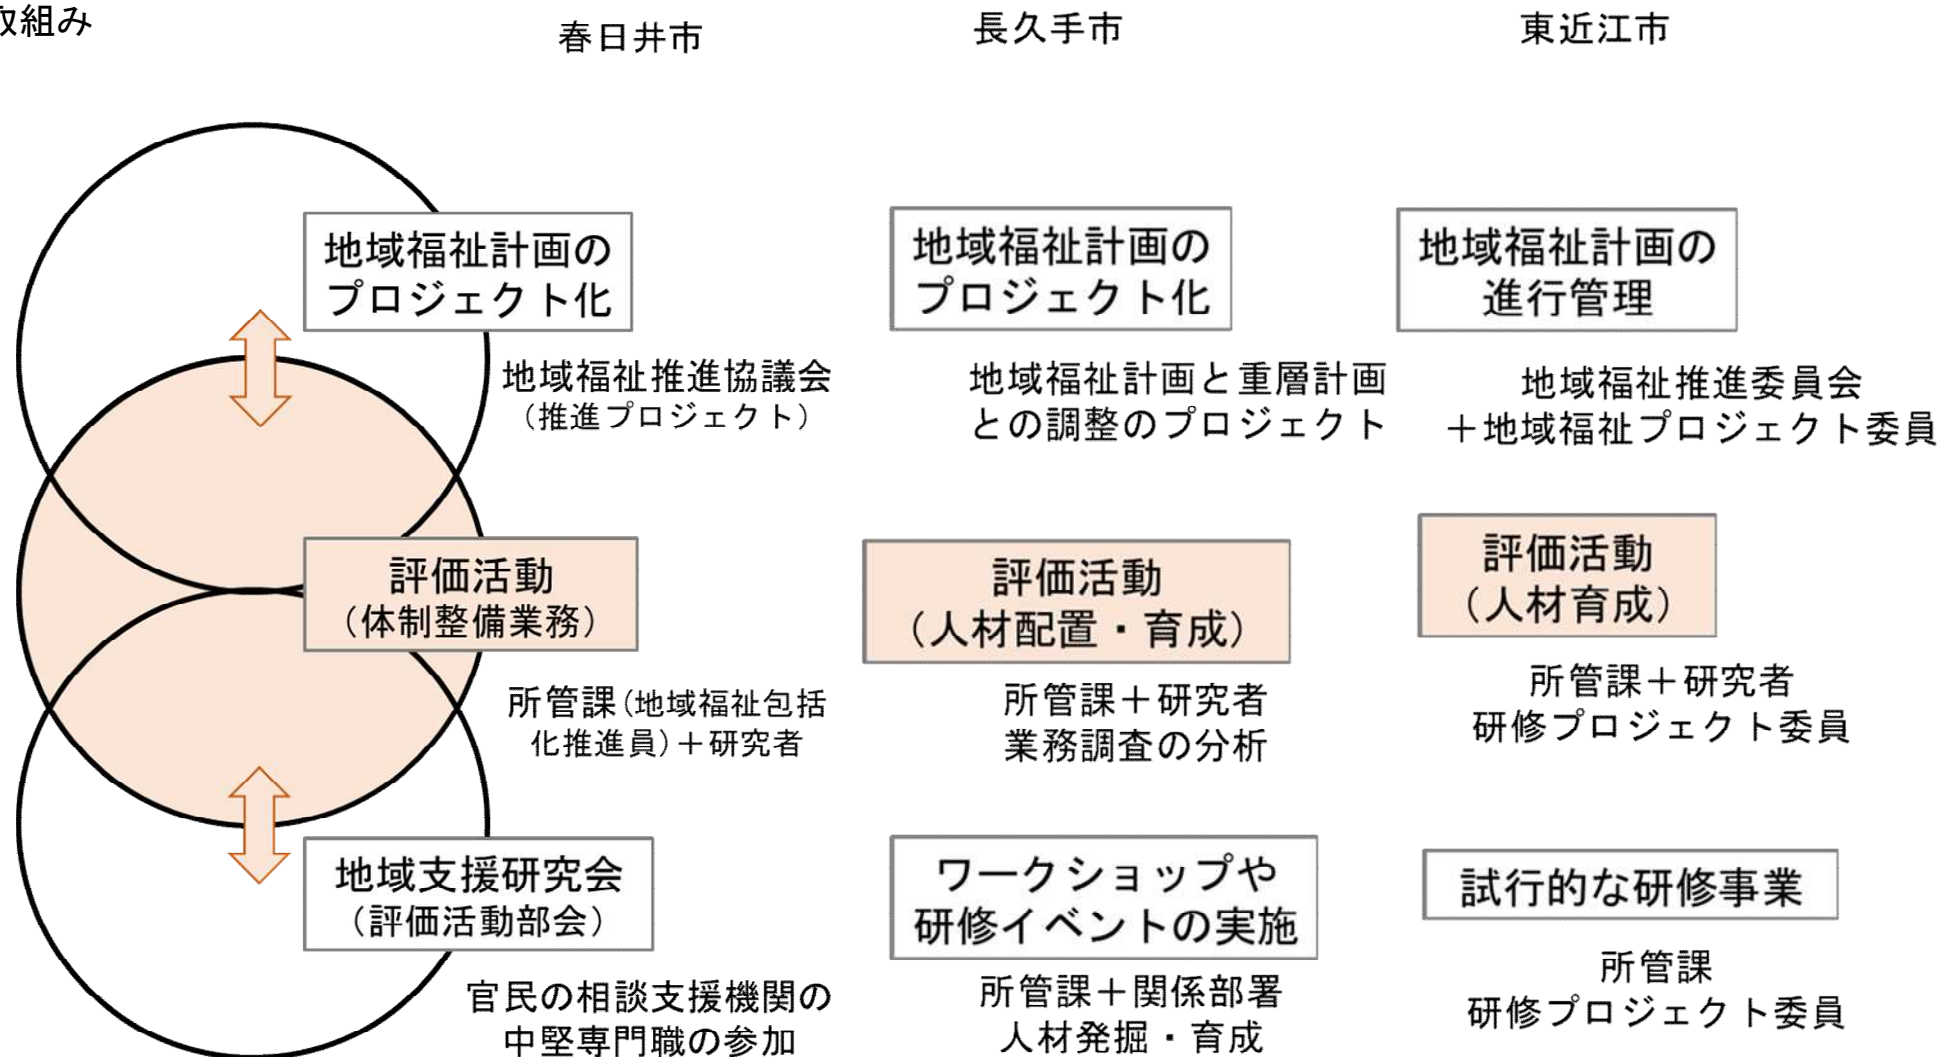 取組み
春日井市
長久手市
東近江市
地域福祉計画の
プロジェクト化
地域福祉推進協議会
（推進プロジェクト）
評価活動
（体制整備業務）
所管課（地域福祉包括
化推進員）＋研究者
地域支援研究会
（評価活動部会）
官民の相談支援機関の
中堅専門職の参加
地域福祉計画の
プロジェクト化
地域福祉計画と重層計画
との調整のプロジェクト
評価活動
（人材配置・育成）
所管課＋研究者
業務調査の分析
ワークショップや
研修イベントの実施
所管課＋関係部署
人材発掘・育成
地域福祉計画の
進行管理
地域福祉推進委員会
＋地域福祉プロジェクト委員
評価活動
（人材育成）
所管課＋研究者
研修プロジェクト委員
試行的な研修事業
所管課
研修プロジェクト委員